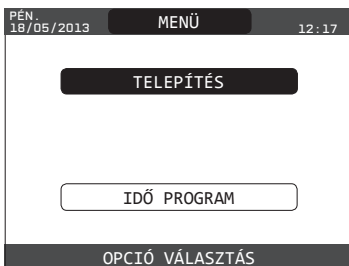 PÉN.
18/05/2013
MENÜ
12:17
TELEPÍTÉS
IDŐ PROGRAM
OPCIÓ VÁLASZTÁS